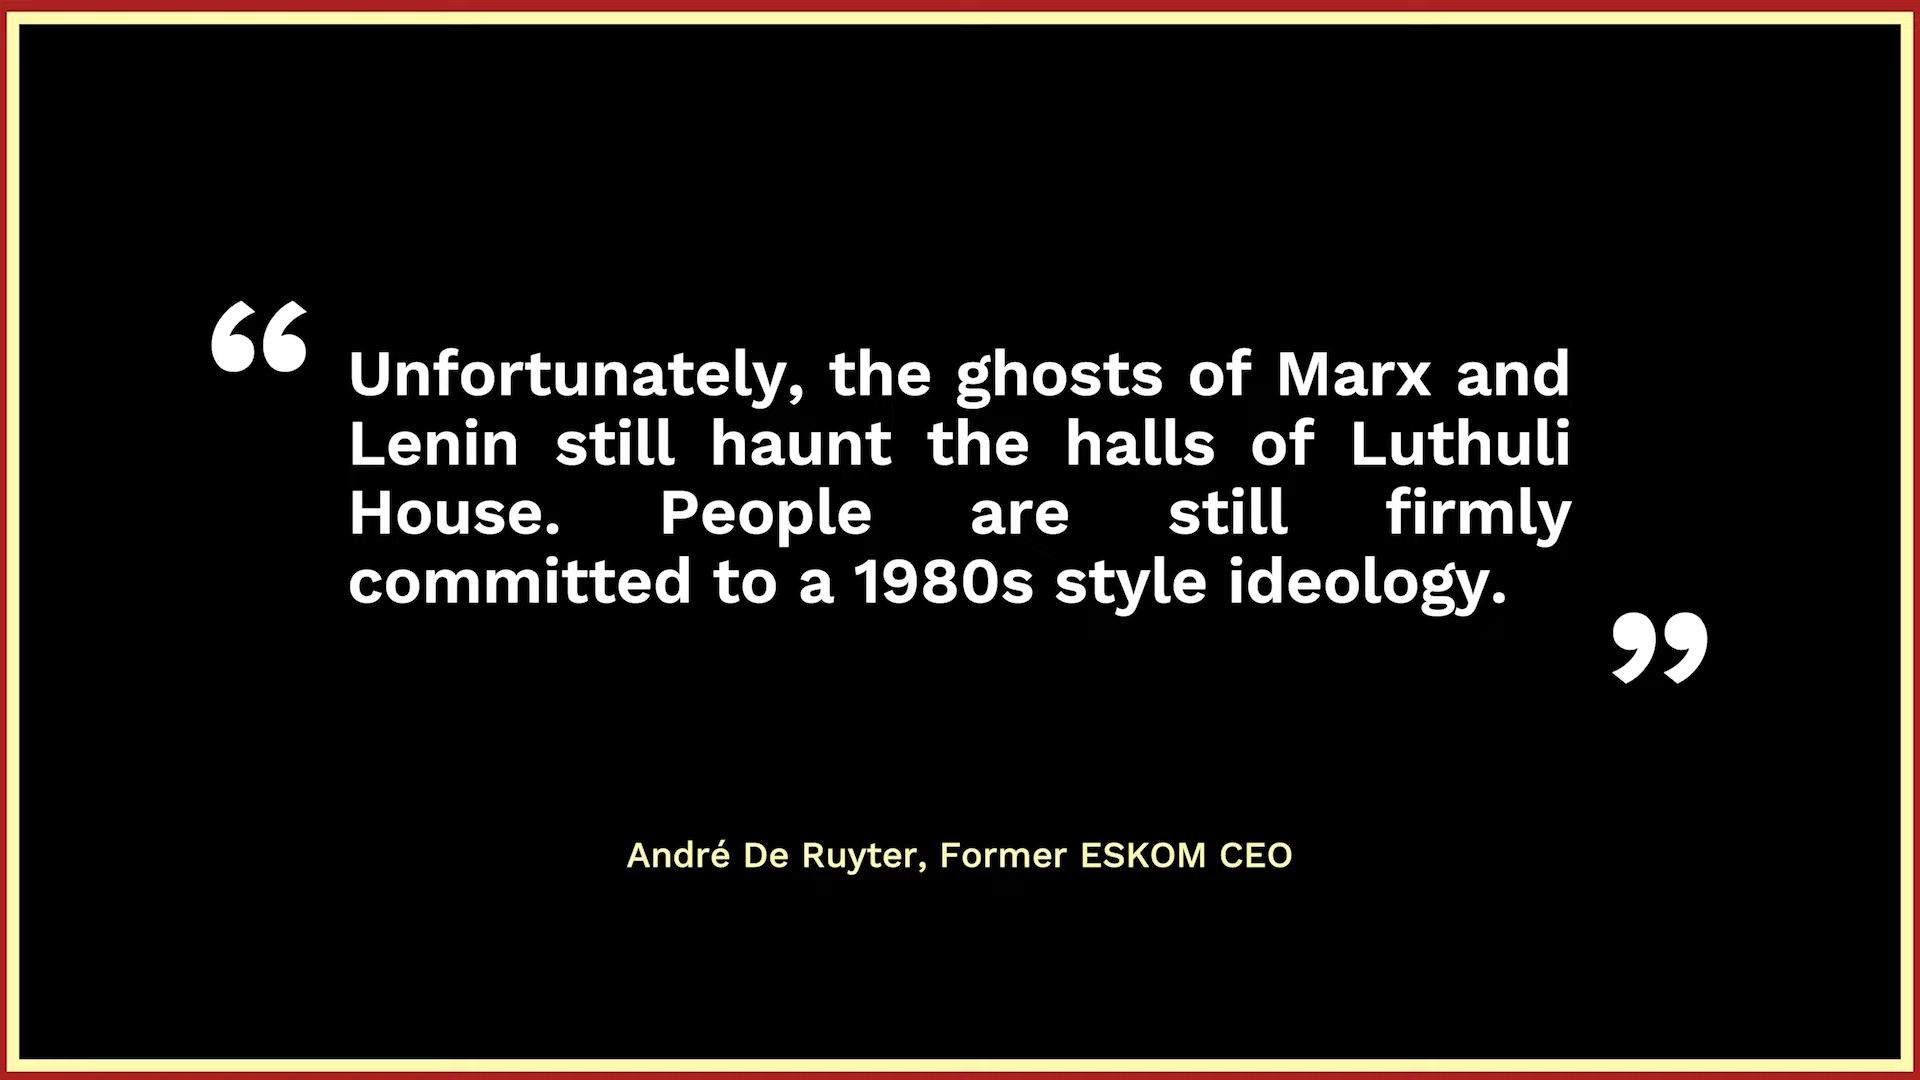 “Unfortunately, the ghosts of Marx and
Lenin still haunt the halls of Luthuli
House. People are still firmly
committed to a 1980s style ideology.”
André De Ruyter, Former ESKOM CEO